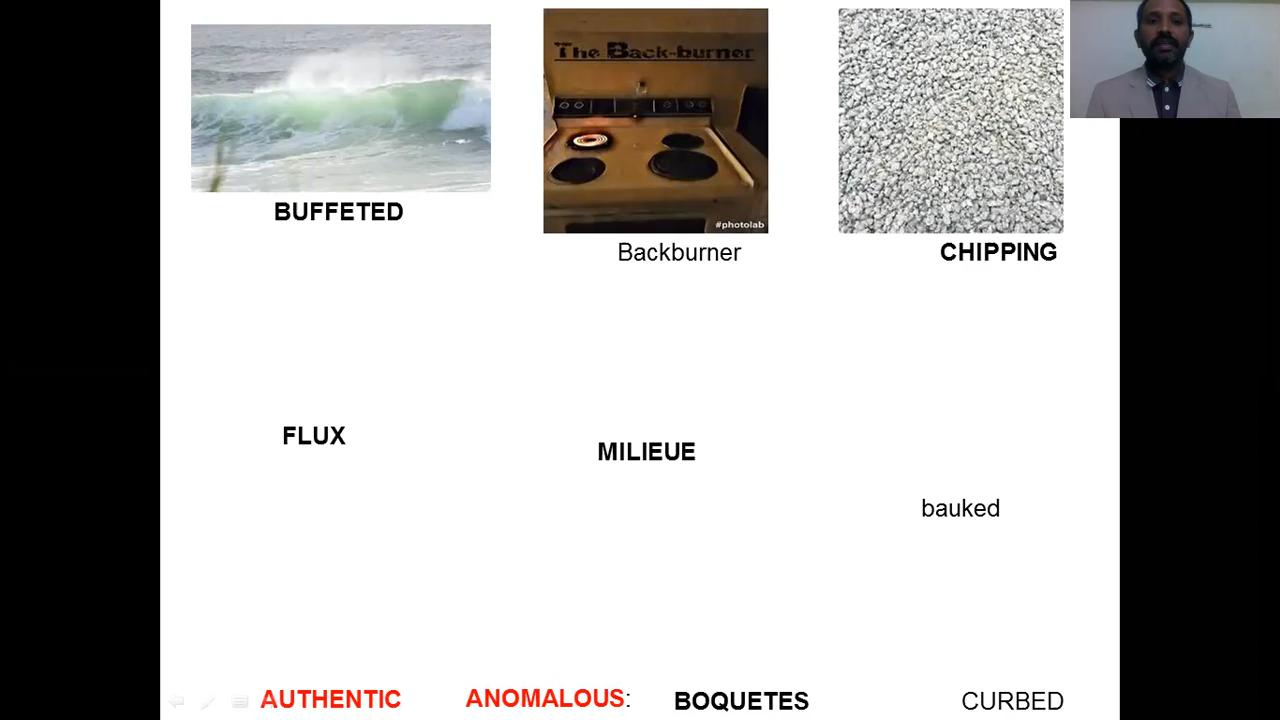 The Back-burner
#photolab
BUFFETED
Backburner
CHIPPING
FLUX
MILIEUE
bauked
AUTHENTIC
ANOMALOUS:
BOQUETES
CURBED